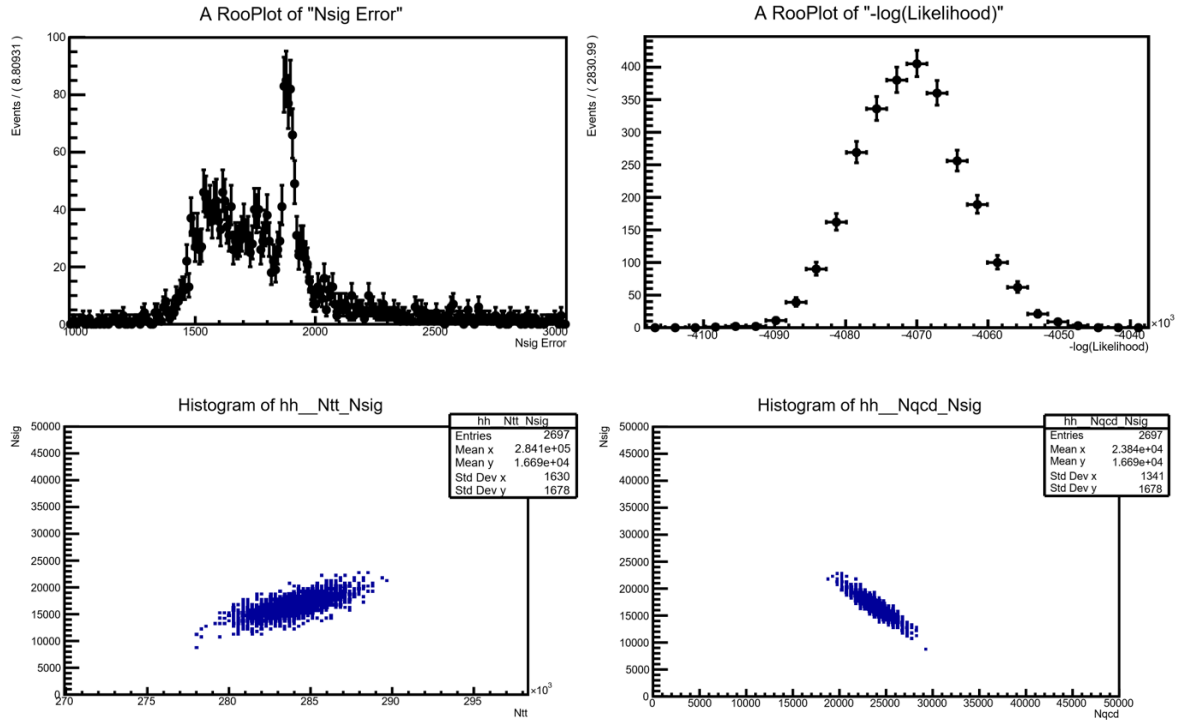 A RooPlot of "Nsig Error"
Events / ( 8.80931 )
100
80
60
40
20
0
1000
1500
2000
2500
3000
Nsig Error
A RooPlot of "-log(Likelihood)"
Events / ( 2830.99 )
400
350
300
250
200
150
100
50
0
-4100
-4090
-4080
-4070
-4060
-4050
-4040
×10³
-log(Likelihood)
Histogram of hh__Ntt_Nsig
Nsig
50000
45000
40000
35000
30000
25000
20000
15000
10000
5000
0
270
275
280
285
290
295
×10³
Ntt
hh__Ntt_Nsig
Entries 2697
Mean x 2.841e+05
Mean y 1.669e+04
Std Dev x 1630
Std Dev y 1678
Histogram of hh__Nqcd_Nsig
Nsig
50000
45000
40000
35000
30000
25000
20000
15000
10000
5000
0
0
5000
10000
15000
20000
25000
30000
35000
40000
45000
50000
Nqcd
hh__Nqcd_Nsig
Entries 2697
Mean x 2.384e+04
Mean y 1.669e+04
Std Dev x 1341
Std Dev y 1678